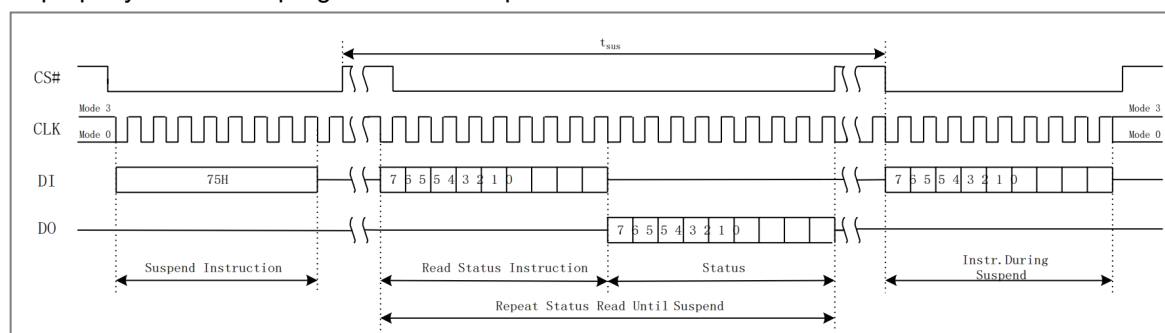 t_sus
CS#
Mode 3
Mode 3
CLK
Mode 0
Mode 0
DI
75H
7 6 5 5 4 3 2 1 0
7 6 5 5 4 3 2 1 0
DO
7 6 5 5 4 3 2 1 0
Suspend Instruction
Read Status Instruction
Status
Instr.During
Suspend
Repeat Status Read Until Suspend